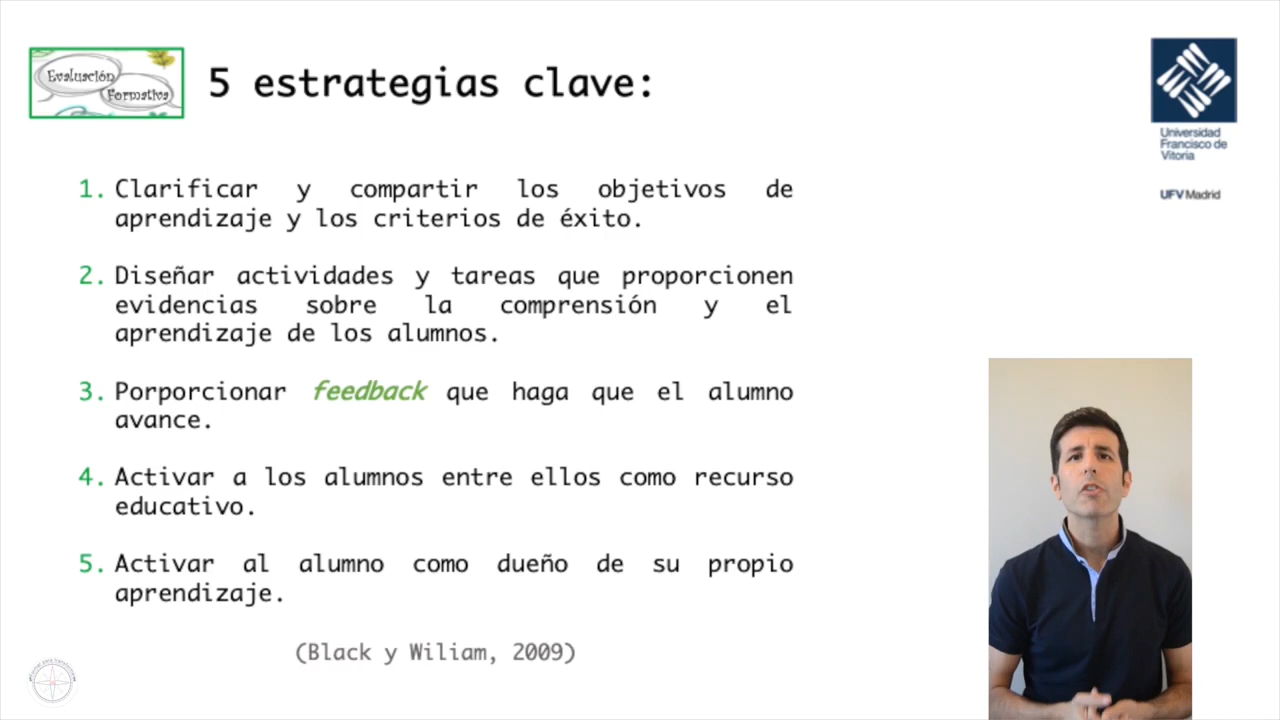 Evaluación
Formativa
5 estrategias clave:
Universidad
Francisco de
Vitoria
UFV Madrid
1. Clarificar y compartir los objetivos de
aprendizaje y los criterios de éxito.
2. Diseñar actividades y tareas que proporcionen
evidencias sobre la comprensión y el
aprendizaje de los alumnos.
3. Porporcionar feedback que haga que el alumno
avance.
4. Activar a los alumnos entre ellos como recurso
educativo.
5. Activar al alumno como dueño de su propio
aprendizaje.
(Black y Wiliam, 2009)